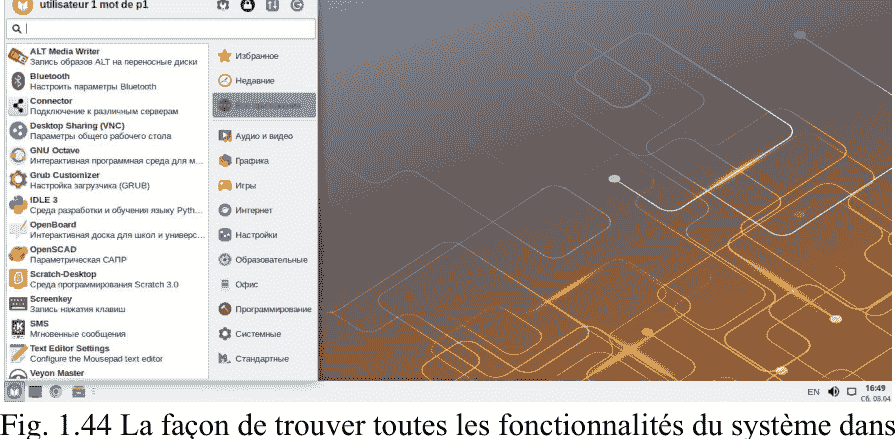 utilisateur 1 mot de p1
ALT Media Writer
Запись образов ALT на переносные диски
Bluetooth
Настроить параметры Bluetooth
Connector
Подключение к различным серверам
Desktop Sharing (VNC)
Параметры общего рабочего стола
GNU Octave
Интерактивная программная среда для м...
Grub Customizer
Настройка загрузчика (GRUB)
IDLE 3
Среда разработки и обучения языку Pyth...
OpenBoard
Интерактивная доска для школ и универс...
OpenSCAD
Параметрическая САПР
Scratch-Desktop
Среда программирования Scratch 3.0
Screenkey
Запись нажатия клавиш
SMS
Мгновенные сообщения
Text Editor Settings
Configure the Mousepad text editor
Veyon Master
Избранное
Недавние
Аудио и видео
Графика
Игры
Интернет
Настройки
Образовательные
Офис
Программирование
Системные
Стандартные
EN
16:49
Сб, 08.04
Fig. 1.44 La façon de trouver toutes les fonctionnalités du système dans